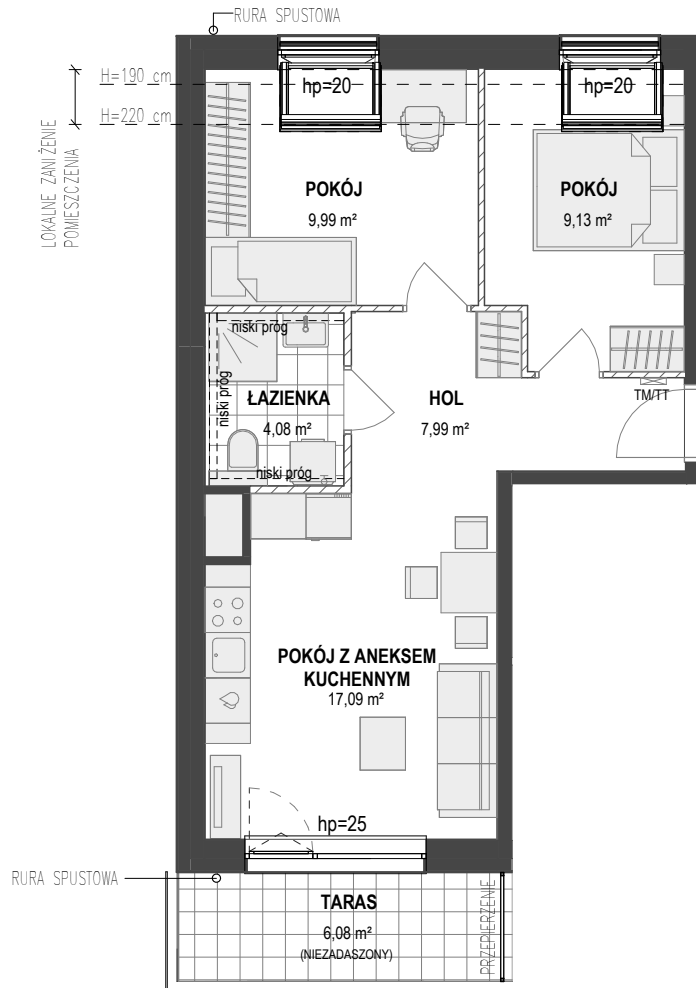 RURA SPUSTOWA
H=190 cm
H=220 cm
LOKALNE ZANIŻENIE
POMIESZCZENIA
hp=20
hp=20
POKÓJ
9,99 m²
POKÓJ
9,13 m²
niski próg
niski próg
ŁAZIENKA
4,08 m²
niski próg
HOL
7,99 m²
TM/TT
POKÓJ Z ANEKSEM
KUCHENNYM
17,09 m²
hp=25
RURA SPUSTOWA
TARAS
6,08 m²
(NIEZADASZONY)
PRZEPIERZENIE